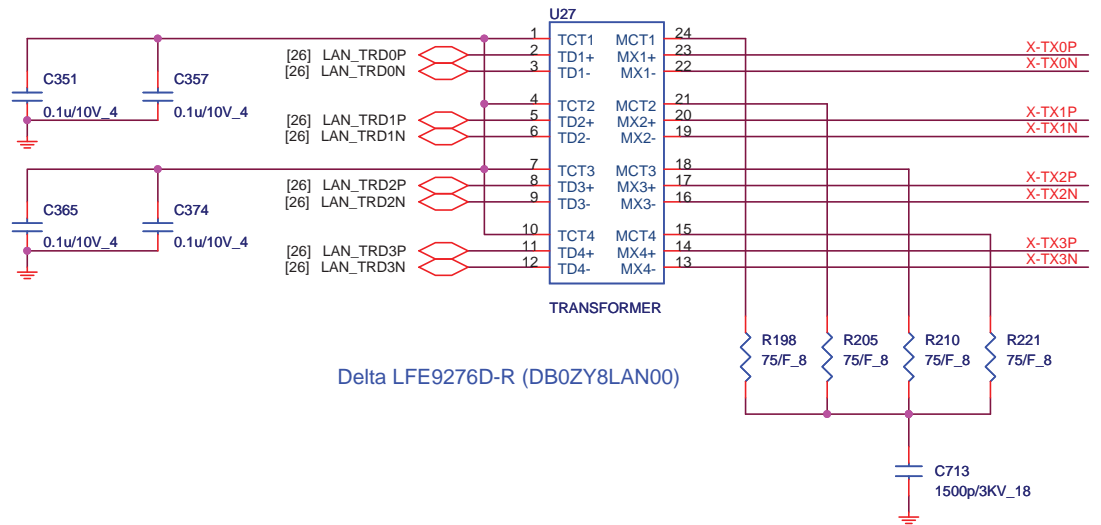 U27
1 TCT1 MCT1 24
[26] LAN_TRD0P 2 TD1+ MX1+ 23 X-TX0P
[26] LAN_TRD0N 3 TD1- MX1- 22 X-TX0N
C351 C357
0.1u/10V_4 0.1u/10V_4
4 TCT2 MCT2 21
[26] LAN_TRD1P 5 TD2+ MX2+ 20 X-TX1P
[26] LAN_TRD1N 6 TD2- MX2- 19 X-TX1N
7 TCT3 MCT3 18
[26] LAN_TRD2P 8 TD3+ MX3+ 17 X-TX2P
[26] LAN_TRD2N 9 TD3- MX3- 16 X-TX2N
C365 C374
0.1u/10V_4 0.1u/10V_4
10 TCT4 MCT4 15
[26] LAN_TRD3P 11 TD4+ MX4+ 14 X-TX3P
[26] LAN_TRD3N 12 TD4- MX4- 13 X-TX3N
TRANSFORMER
R198 R205 R210 R221
75/F_8 75/F_8 75/F_8 75/F_8
Delta LFE9276D-R (DB0ZY8LAN00)
C713
1500p/3KV_18